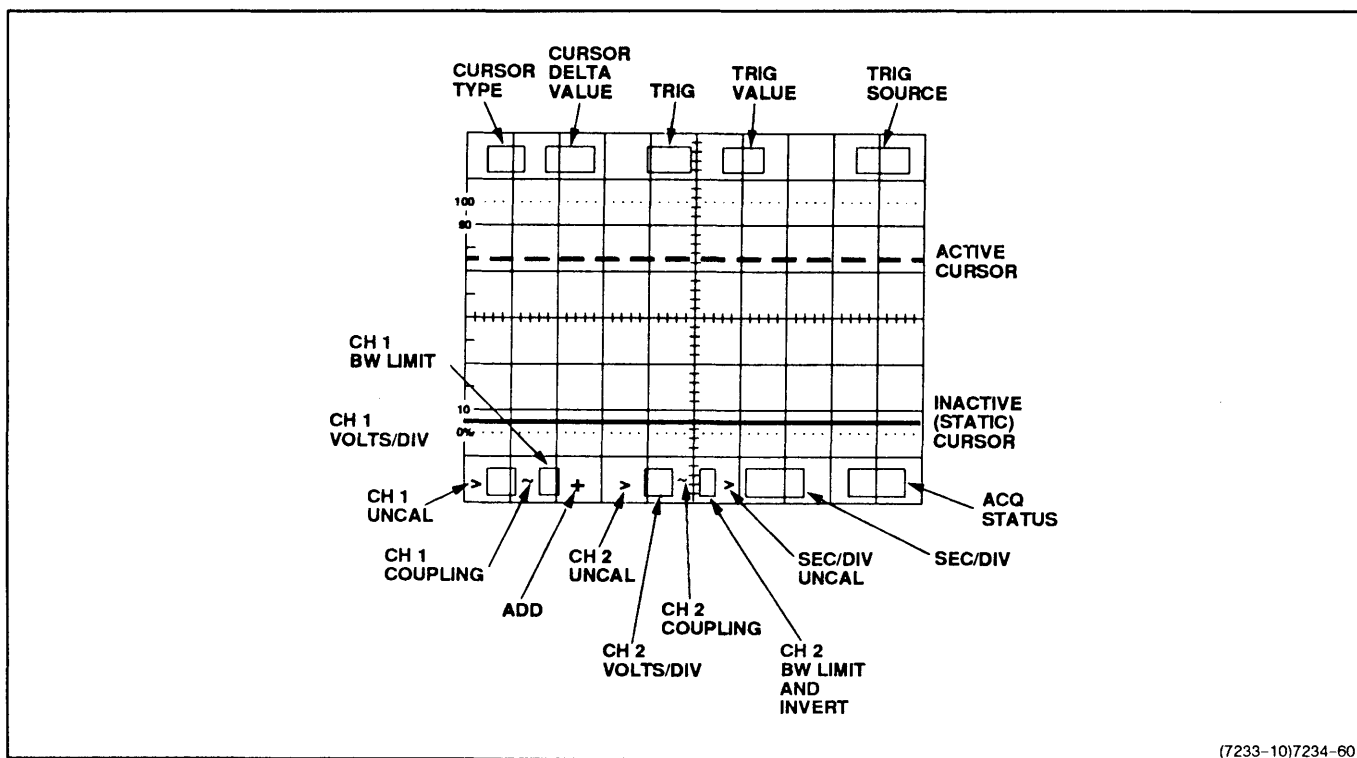 CURSOR
TYPE
CURSOR
DELTA
VALUE
TRIG
TRIG
VALUE
TRIG
SOURCE
100
90
ACTIVE
CURSOR
CH 1
BW LIMIT
10
0%
INACTIVE
(STATIC)
CURSOR
CH 1
VOLTS/DIV
> ~ + > ~ >
CH 1
UNCAL
ACQ
STATUS
CH 1
COUPLING
CH 2
UNCAL
SEC/DIV
UNCAL
SEC/DIV
ADD
CH 2
COUPLING
CH 2
VOLTS/DIV
CH 2
BW LIMIT
AND
INVERT
(7233-10)7234-60